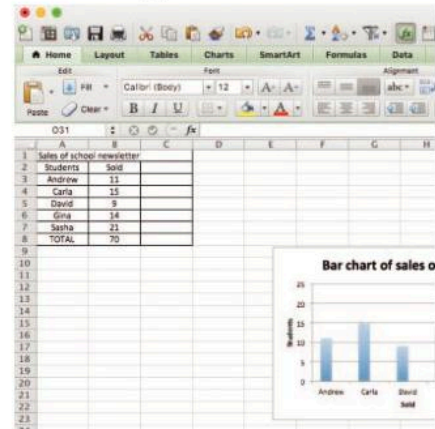 Home Layout Tables Charts SmartArt Formulas Data
Edit Font Alignment
Fill Calibri (Body) 12 A A abc
Paste Clear B I U A
O31 fx
A B C D E F G H
1 Sales of school newsletter
2 Students Sold
3 Andrew 11
4 Carla 15
5 David 9
6 Gina 14
7 Sasha 21
8 TOTAL 70
9
10
11
12
13
14
15
16
17
18
19
20
21
22
23
Bar chart of sales o
25
20
15
10
5
0
Students
Andrew Carla David
Sold